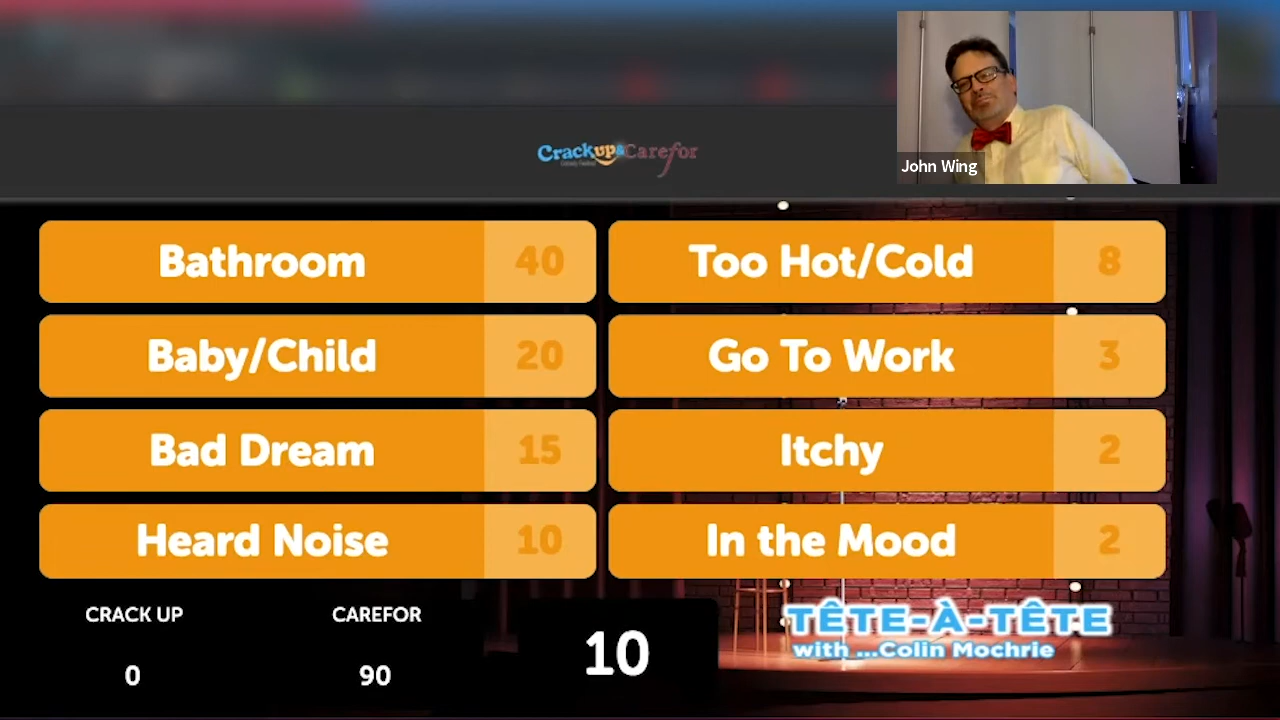 Crackup&Carefor
Comedy Festival
John Wing
Bathroom 40
Too Hot/Cold 8
Baby/Child 20
Go To Work 3
Bad Dream 15
Itchy 2
Heard Noise 10
In the Mood 2
CRACK UP
CAREFOR
0
90
10
TÊTE-À-TÊTE
with ...Colin Mochrie